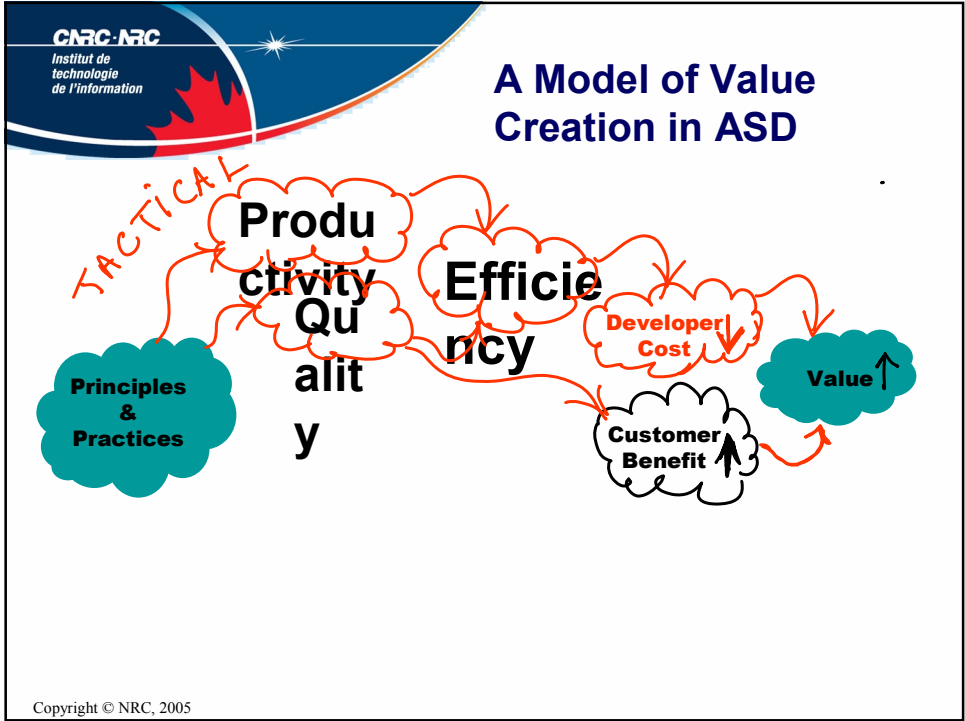 CNRC·NRC
Institut de
technologie
de l'information
A Model of Value
Creation in ASD
TACTICAL
Produ
ctivity
Qu
alit
y
Efficie
ncy
Developer
Cost
Customer
Benefit
Value
Principles
&
Practices
Copyright © NRC, 2005